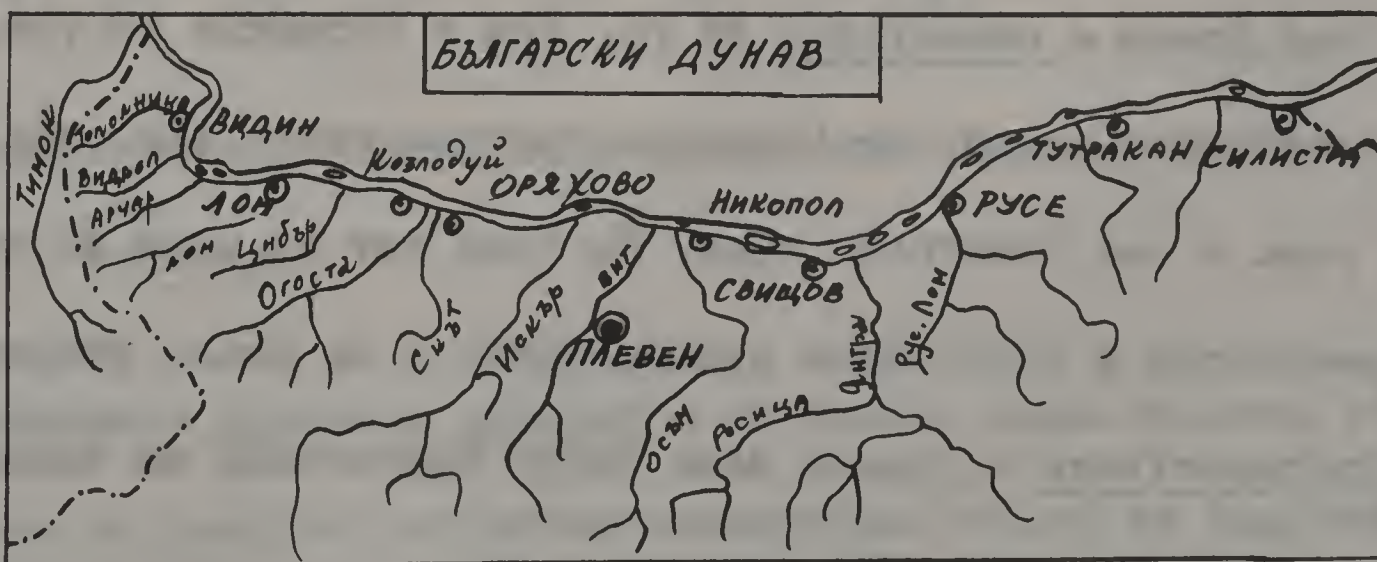 БЪЛГАРСКИ ДУНАВ
ТИМОК
ВИДИН
ВИДБОЛ
АРЧАР
ЛОМ
ЛОМ
Цибър
Козлодуй
Огоста
ОРЯХОВО
Скът
Искър
ВИТ
ПЛЕВЕН
Осъм
НИКОПОЛ
СВИЩОВ
Росица
Янтра
Рус. Лом
РУСЕ
ТУТРАКАН
СИЛИСТРА